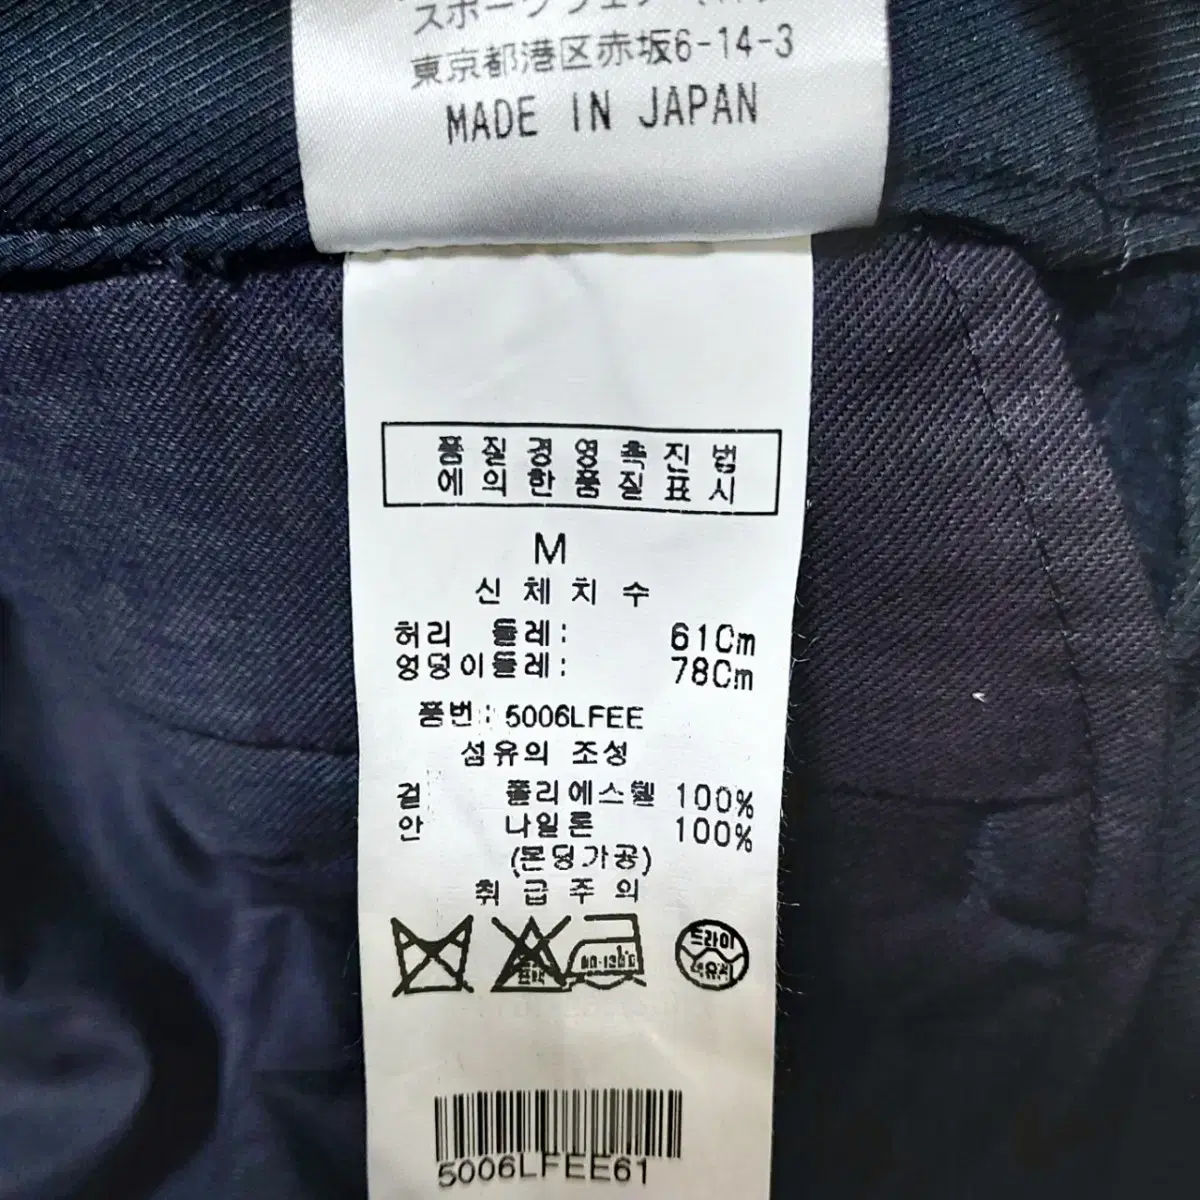 東京都港区赤坂6-14-3
MADE IN JAPAN
품질경영촉진법
에의한품질표시
M
신체치수
허리 둘레: 61Cm
엉덩이둘레: 78Cm
품번: 5006LFEE
섬유의 조성
겉 폴리에스텔 100%
안 나일론 100%
(본딩가공)
취급주의
드라이
석유계
5006LFEE61